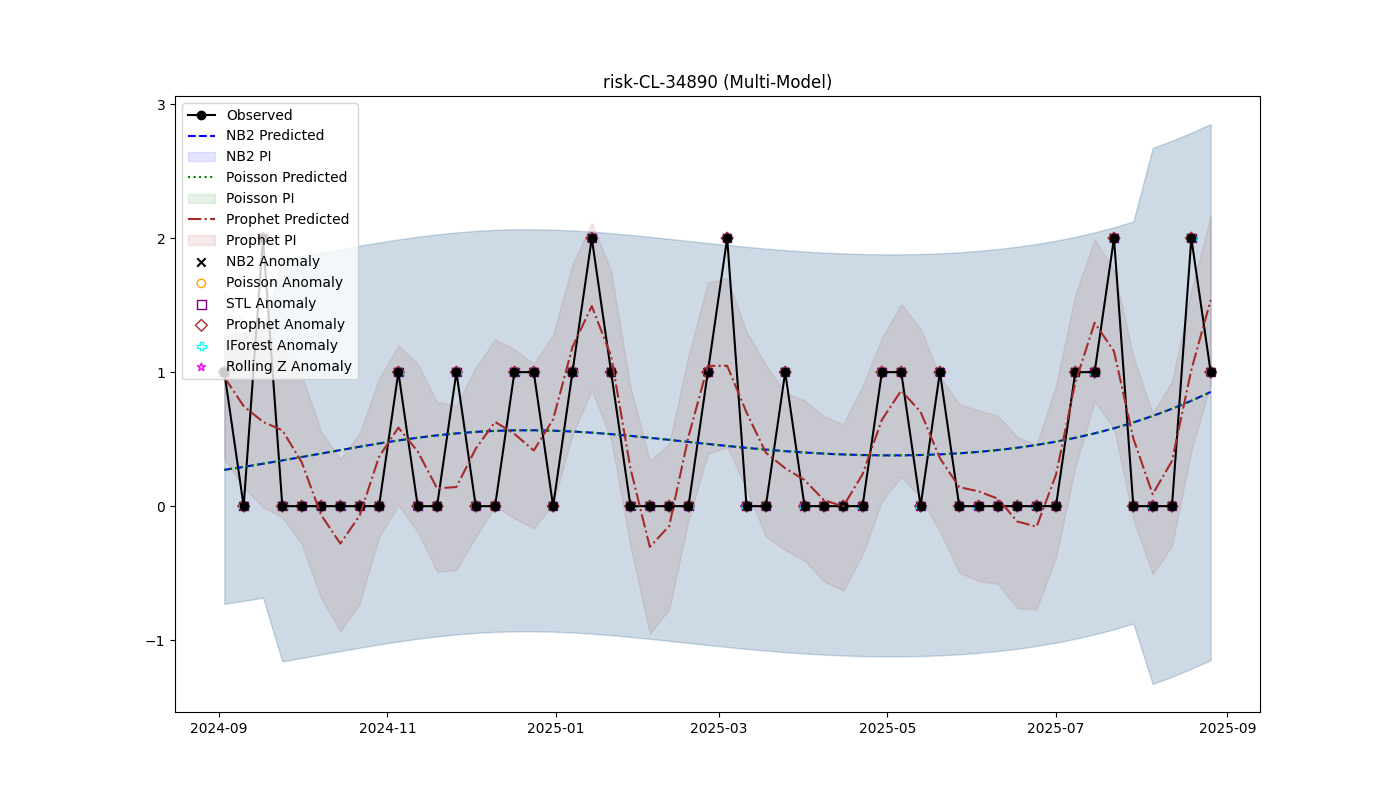 risk-CL-34890 (Multi-Model)
3
2
1
0
−1
Observed
NB2 Predicted
NB2 PI
Poisson Predicted
Poisson PI
Prophet Predicted
Prophet PI
NB2 Anomaly
Poisson Anomaly
STL Anomaly
Prophet Anomaly
IForest Anomaly
Rolling Z Anomaly
2024-09 2024-11 2025-01 2025-03 2025-05 2025-07 2025-09